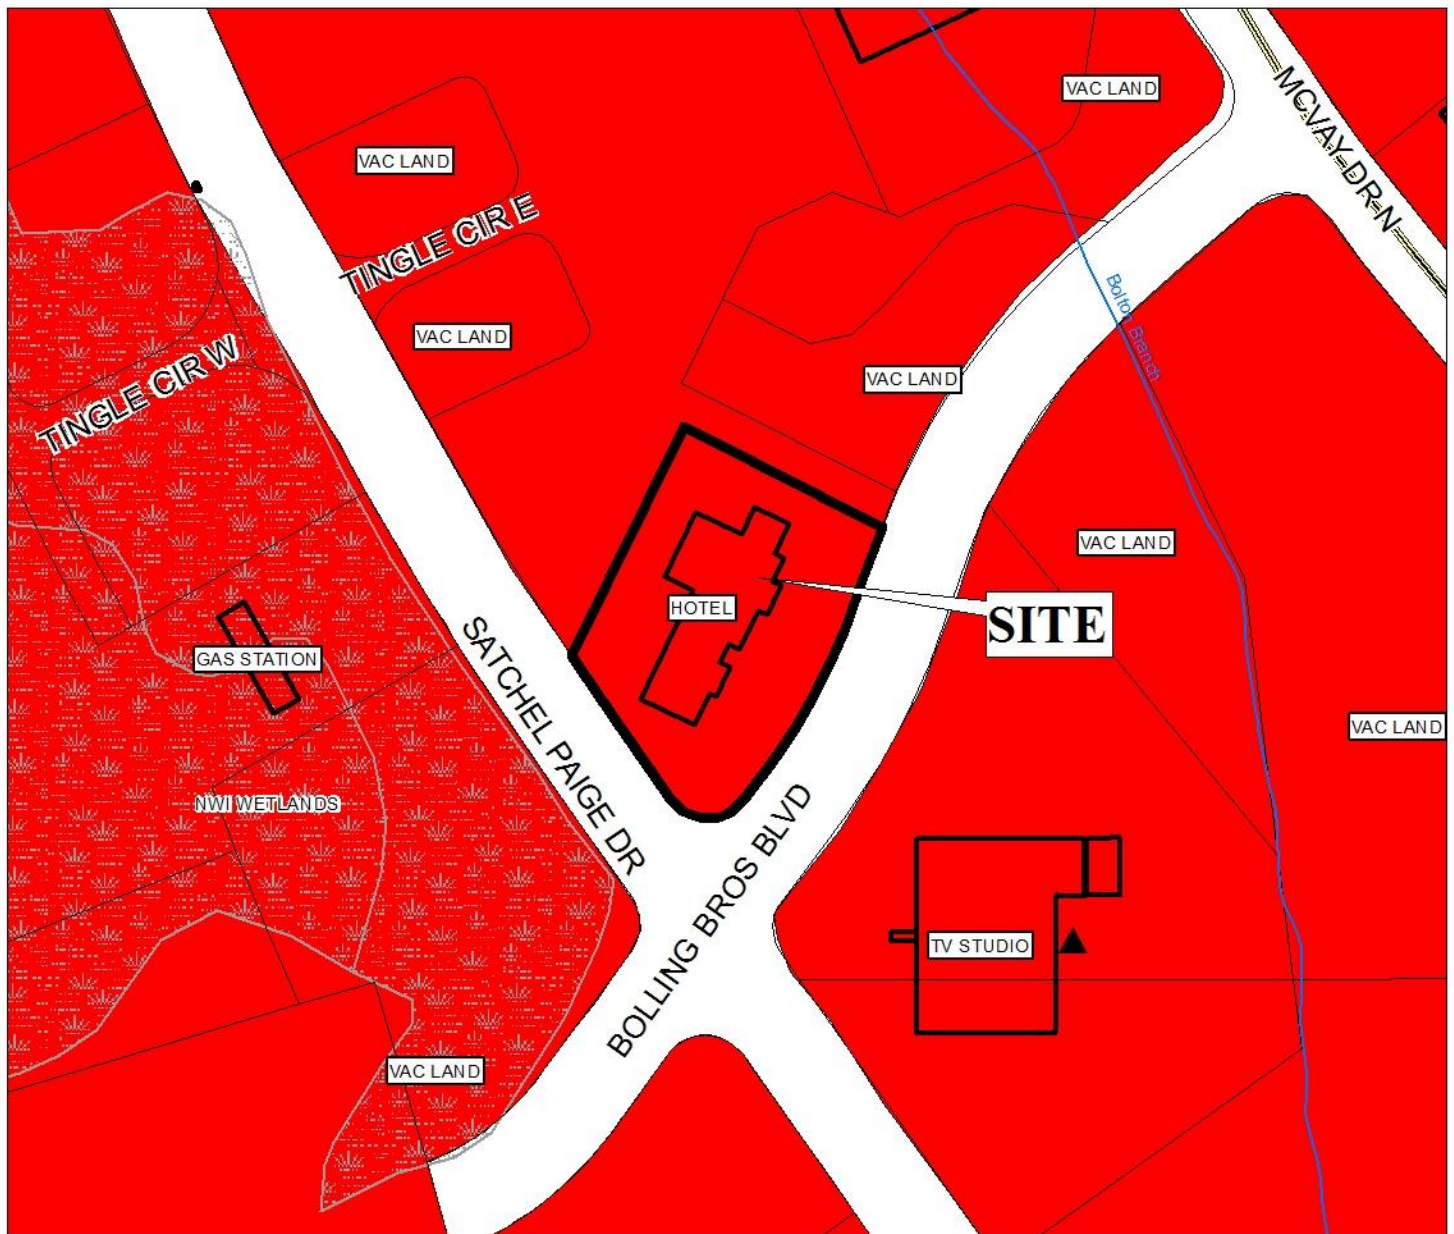 MCVAY DR N
VAC LAND
VAC LAND
TINGLE CIR E
VAC LAND
Bolton Branch
TINGLE CIR W
VAC LAND
VAC LAND
HOTEL
SITE
GAS STATION
SATCHEL PAIGE DR
VAC LAND
NWI WETLANDS
BOLLING BROS BLVD
TV STUDIO
VAC LAND